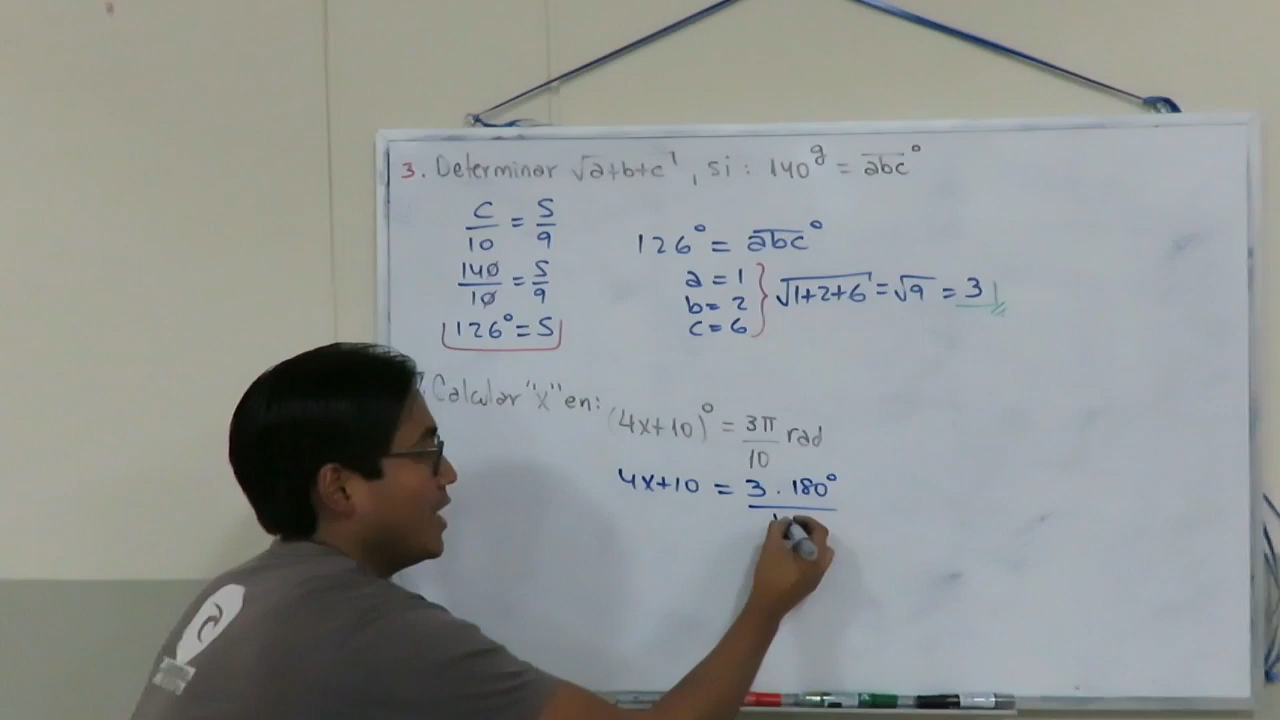 3. Determinar √a+b+c , si : 140^g = abc°
C/10 = S/9
140/10 = S/9
126° = S
126° = abc°
a = 1
b = 2
c = 6
√1+2+6 = √9 = 3
Calcular "x" en:
(4x+10)° = 3π/10 rad
4x+10 = 3 . 180°